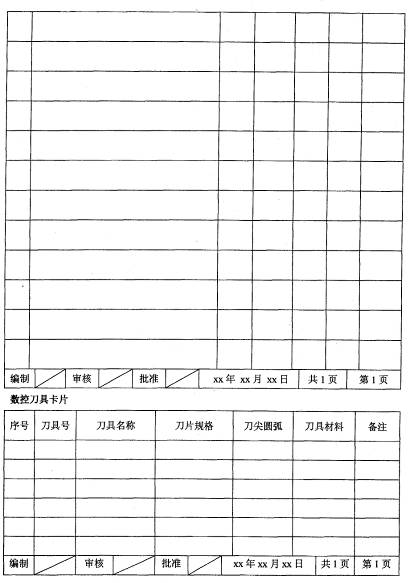 编制 审核 批准 xx年 xx月 xx日 共1页 第1页
数控刀具卡片
序号 刀具号 刀具名称 刀片规格 刀尖圆弧 刀具材料 备注
编制 审核 批准 xx年xx月xx日 共1页 第1页